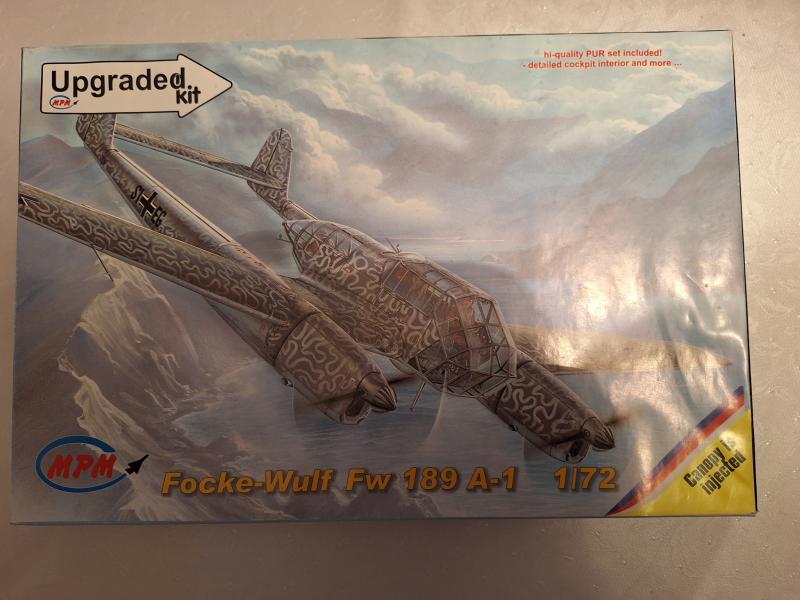 Upgraded
kit
MPM
hi-quality PUR set included!
- detailed cockpit interior and more ...
MPM
Focke-Wulf Fw 189 A-1 1/72
Canopy is
injected